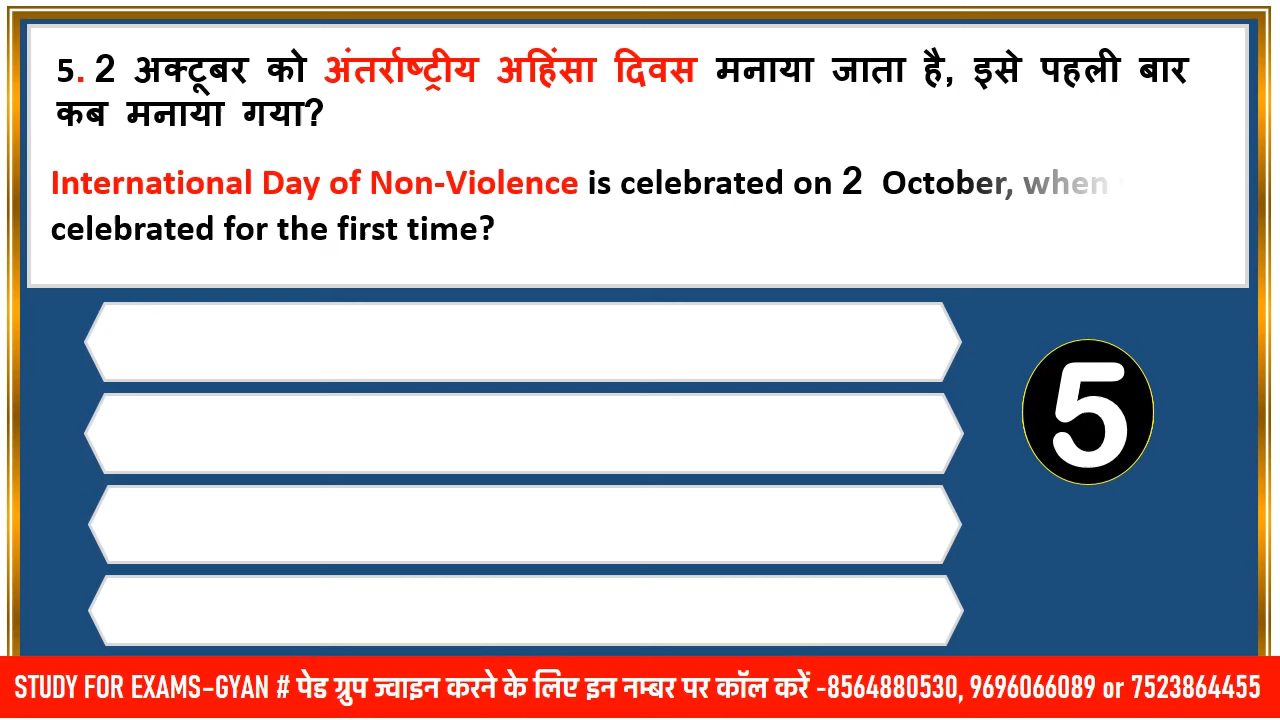 5. 2 अक्टूबर को अंतर्राष्ट्रीय अहिंसा दिवस मनाया जाता है, इसे पहली बार
कब मनाया गया?
International Day of Non-Violence is celebrated on 2 October, when
celebrated for the first time?
5
STUDY FOR EXAMS-GYAN # पेड ग्रुप ज्वाइन करने के लिए इन नम्बर पर कॉल करें -8564880530, 9696066089 or 7523864455